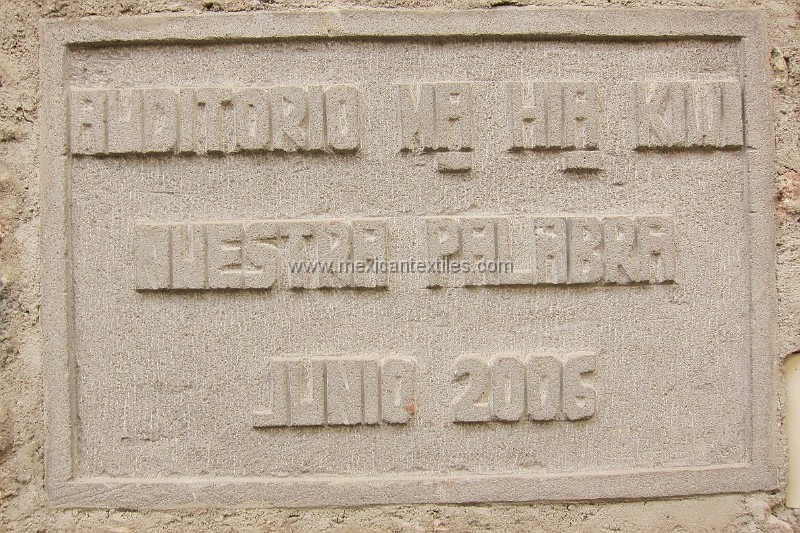 AUDITORIO MA̱ HIA̱
NUESTRA PALABRA
www.mexicantextiles.com
JUNIO 2006